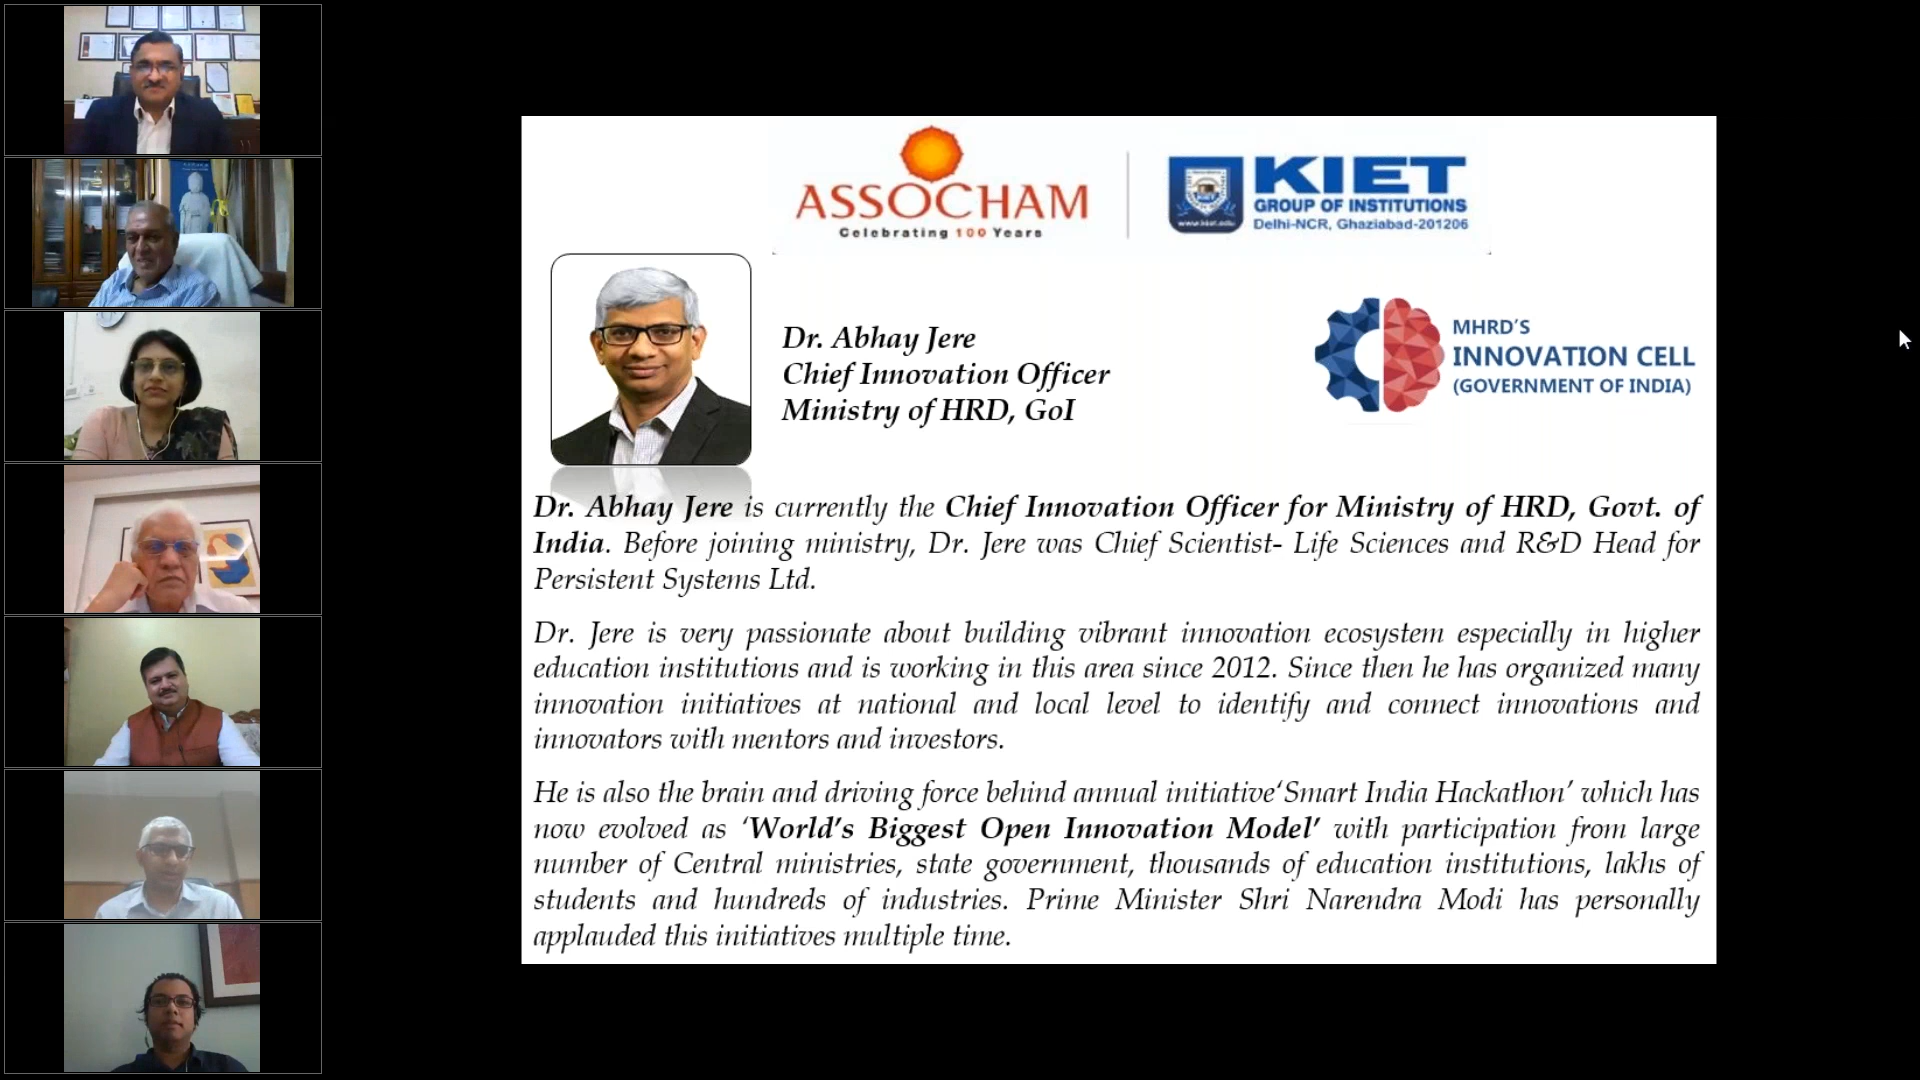 ASSOCHAM
Celebrating 100 Years
KIET
GROUP OF INSTITUTIONS
Delhi-NCR, Ghaziabad-201206
KIET
www.kiet.edu
Dr. Abhay Jere
Chief Innovation Officer
Ministry of HRD, GoI
MHRD'S
INNOVATION CELL
(GOVERNMENT OF INDIA)
Dr. Abhay Jere is currently the Chief Innovation Officer for Ministry of HRD, Govt. of
India. Before joining ministry, Dr. Jere was Chief Scientist- Life Sciences and R&D Head for
Persistent Systems Ltd.
Dr. Jere is very passionate about building vibrant innovation ecosystem especially in higher
education institutions and is working in this area since 2012. Since then he has organized many
innovation initiatives at national and local level to identify and connect innovations and
innovators with mentors and investors.
He is also the brain and driving force behind annual initiative‘Smart India Hackathon’ which has
now evolved as ‘World’s Biggest Open Innovation Model’ with participation from large
number of Central ministries, state government, thousands of education institutions, lakhs of
students and hundreds of industries. Prime Minister Shri Narendra Modi has personally
applauded this initiatives multiple time.